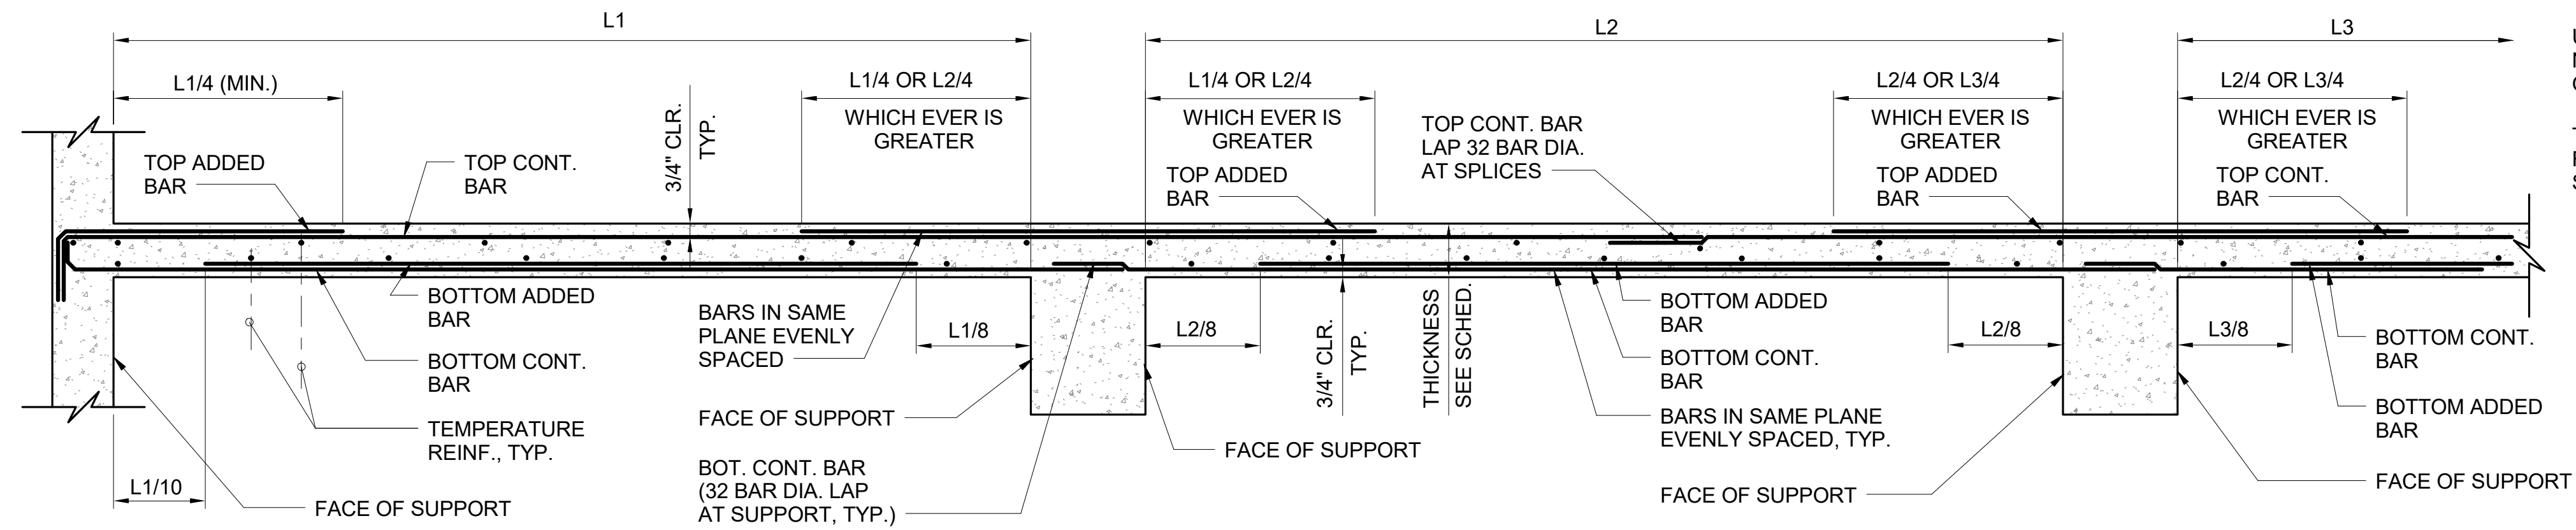 L1
L2
L3
L1/4 (MIN.)
L1/4 OR L2/4
WHICH EVER IS
GREATER
L1/4 OR L2/4
WHICH EVER IS
GREATER
L2/4 OR L3/4
WHICH EVER IS
GREATER
L2/4 OR L3/4
WHICH EVER IS
GREATER
3/4" CLR.
TYP.
TOP ADDED
BAR
TOP CONT.
BAR
TOP ADDED
BAR
TOP CONT. BAR
LAP 32 BAR DIA.
AT SPLICES
TOP ADDED
BAR
TOP CONT.
BAR
BOTTOM ADDED
BAR
BOTTOM CONT.
BAR
TEMPERATURE
REINF., TYP.
L1/10
FACE OF SUPPORT
BARS IN SAME
PLANE EVENLY
SPACED
L1/8
FACE OF SUPPORT
BOT. CONT. BAR
(32 BAR DIA. LAP
AT SUPPORT, TYP.)
L2/8
FACE OF SUPPORT
3/4" CLR.
TYP.
THICKNESS
SEE SCHED.
BOTTOM ADDED
BAR
BOTTOM CONT.
BAR
BARS IN SAME PLANE
EVENLY SPACED, TYP.
L2/8
FACE OF SUPPORT
L3/8
BOTTOM CONT.
BAR
BOTTOM ADDED
BAR
FACE OF SUPPORT